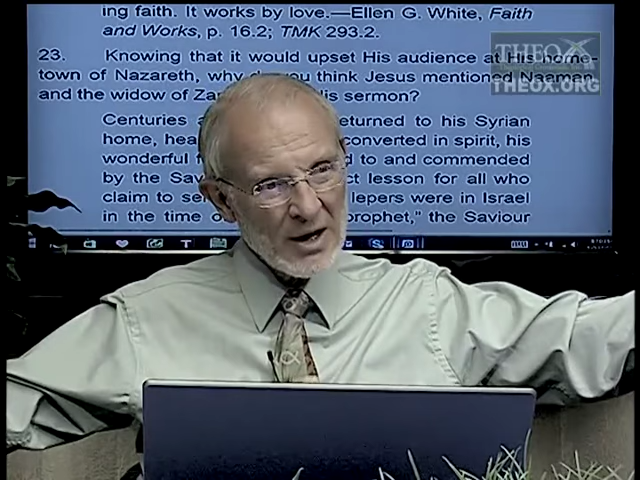 ing faith. It works by love.—Ellen G. White, Faith
and Works, p. 16.2; TMK 293.2.
THEOX
THEOX.ORG
23. Knowing that it would upset His audience at His home-
town of Nazareth, why do you think Jesus mentioned Naaman
and the widow of His sermon?
Centuries returned to his Syrian
home, converted in spirit, his
wonderful to and commended
by the lesson for all who
claim to lepers were in Israel
in the time prophet," the Saviour